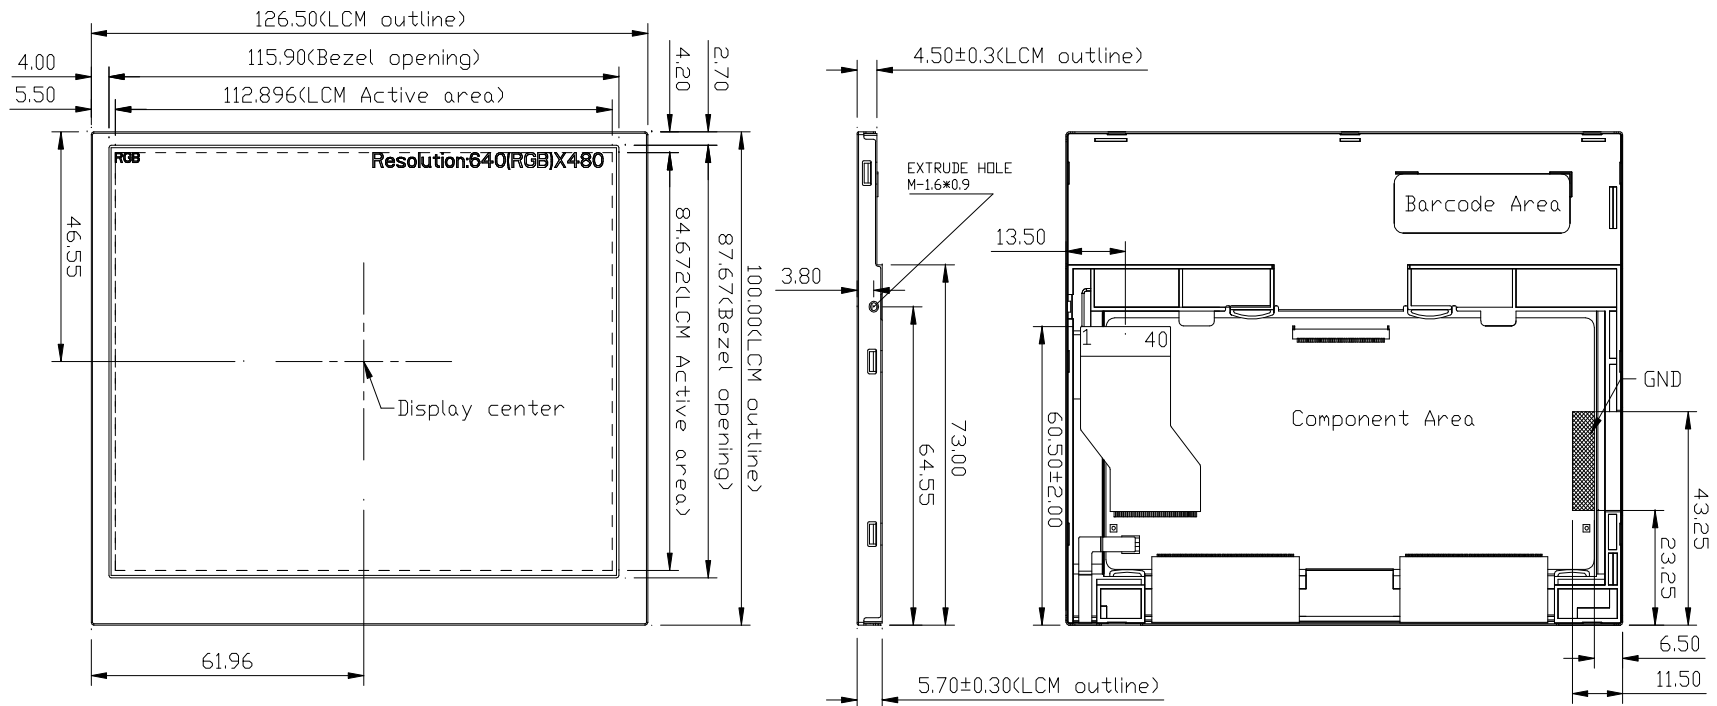 126.50(LCM outline)
115.90(Bezel opening)
112.896(LCM Active area)
4.00
5.50
4.20
2.70
RGB
Resolution:640(RGB)X480
46.55
84.672(LCM Active area)
87.67(Bezel opening)
100.00(LCM outline)
Display center
61.96
4.50±0.3(LCM outline)
EXTRUDE HOLE
M-1.6*0.9
3.80
73.00
64.55
5.70±0.30(LCM outline)
13.50
Barcode Area
1
40
60.50±2.00
Component Area
GND
43.25
23.25
6.50
11.50